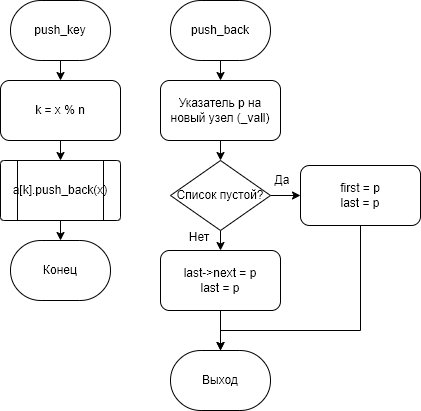 push_key
k = x % n
a[k].push_back(x)
Конец
push_back
Указатель p на
новый узел (_vall)
Список пустой?
Да
first = p
last = p
Нет
last->next = p
last = p
Выход